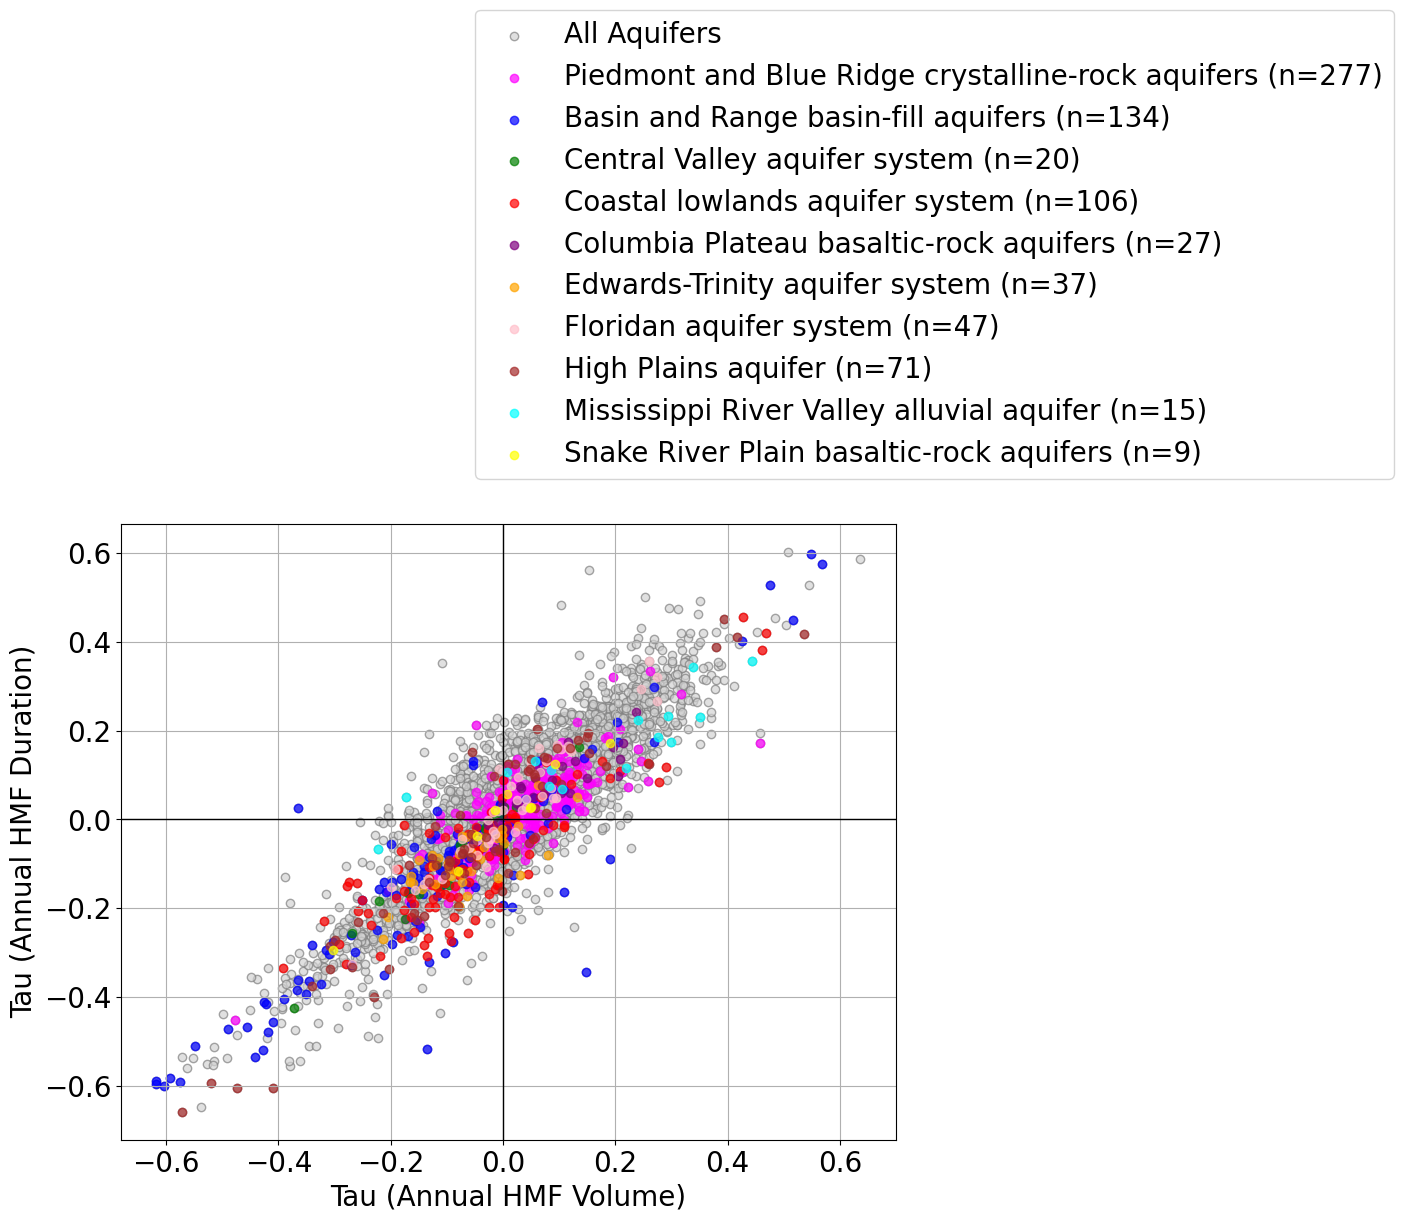 All Aquifers
Piedmont and Blue Ridge crystalline-rock aquifers (n=277)
Basin and Range basin-fill aquifers (n=134)
Central Valley aquifer system (n=20)
Coastal lowlands aquifer system (n=106)
Columbia Plateau basaltic-rock aquifers (n=27)
Edwards-Trinity aquifer system (n=37)
Floridan aquifer system (n=47)
High Plains aquifer (n=71)
Mississippi River Valley alluvial aquifer (n=15)
Snake River Plain basaltic-rock aquifers (n=9)
Tau (Annual HMF Duration)
0.6
0.4
0.2
0.0
−0.2
−0.4
−0.6
−0.6 −0.4 −0.2 0.0 0.2 0.4 0.6
Tau (Annual HMF Volume)